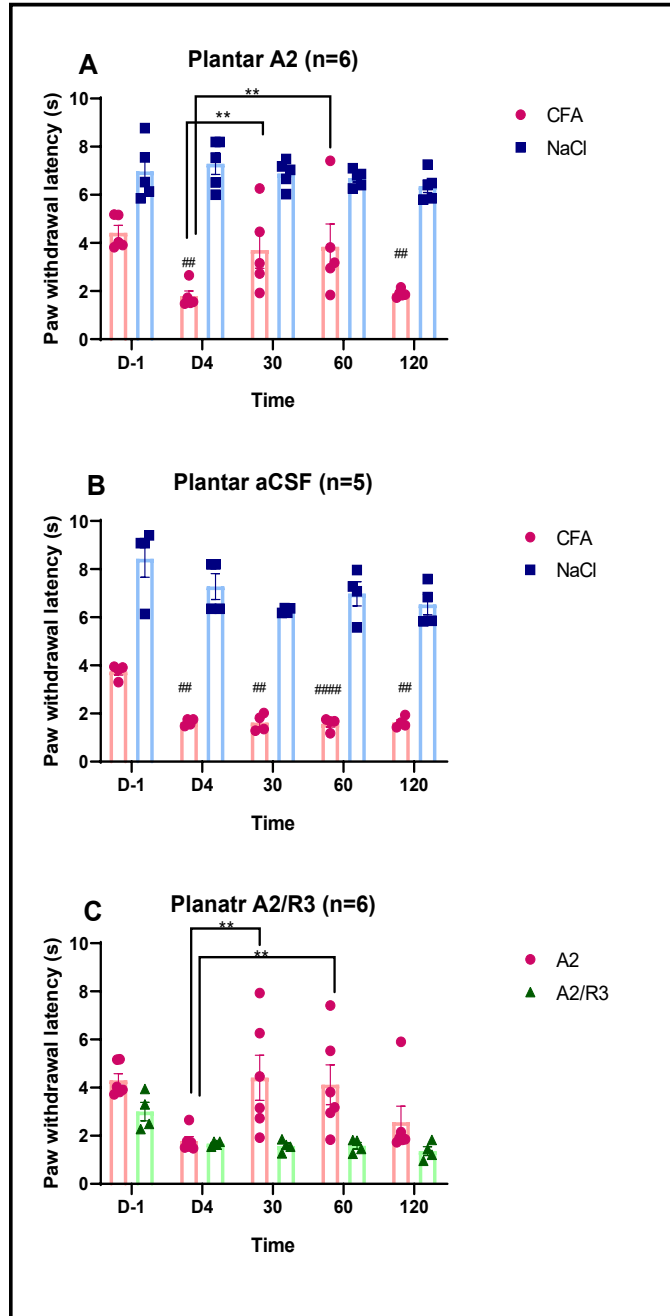 A
Plantar A2 (n=6)
Paw withdrawal latency (s)
10
8
6
4
2
0
**
**
##
##
D-1 D4 30 60 120
Time
CFA
NaCl
B
Plantar aCSF (n=5)
Paw withdrawal latency (s)
10
8
6
4
2
0
##
##
####
##
D-1 D4 30 60 120
Time
CFA
NaCl
C
Planatr A2/R3 (n=6)
Paw withdrawal latency (s)
10
8
6
4
2
0
**
**
D-1 D4 30 60 120
Time
A2
A2/R3